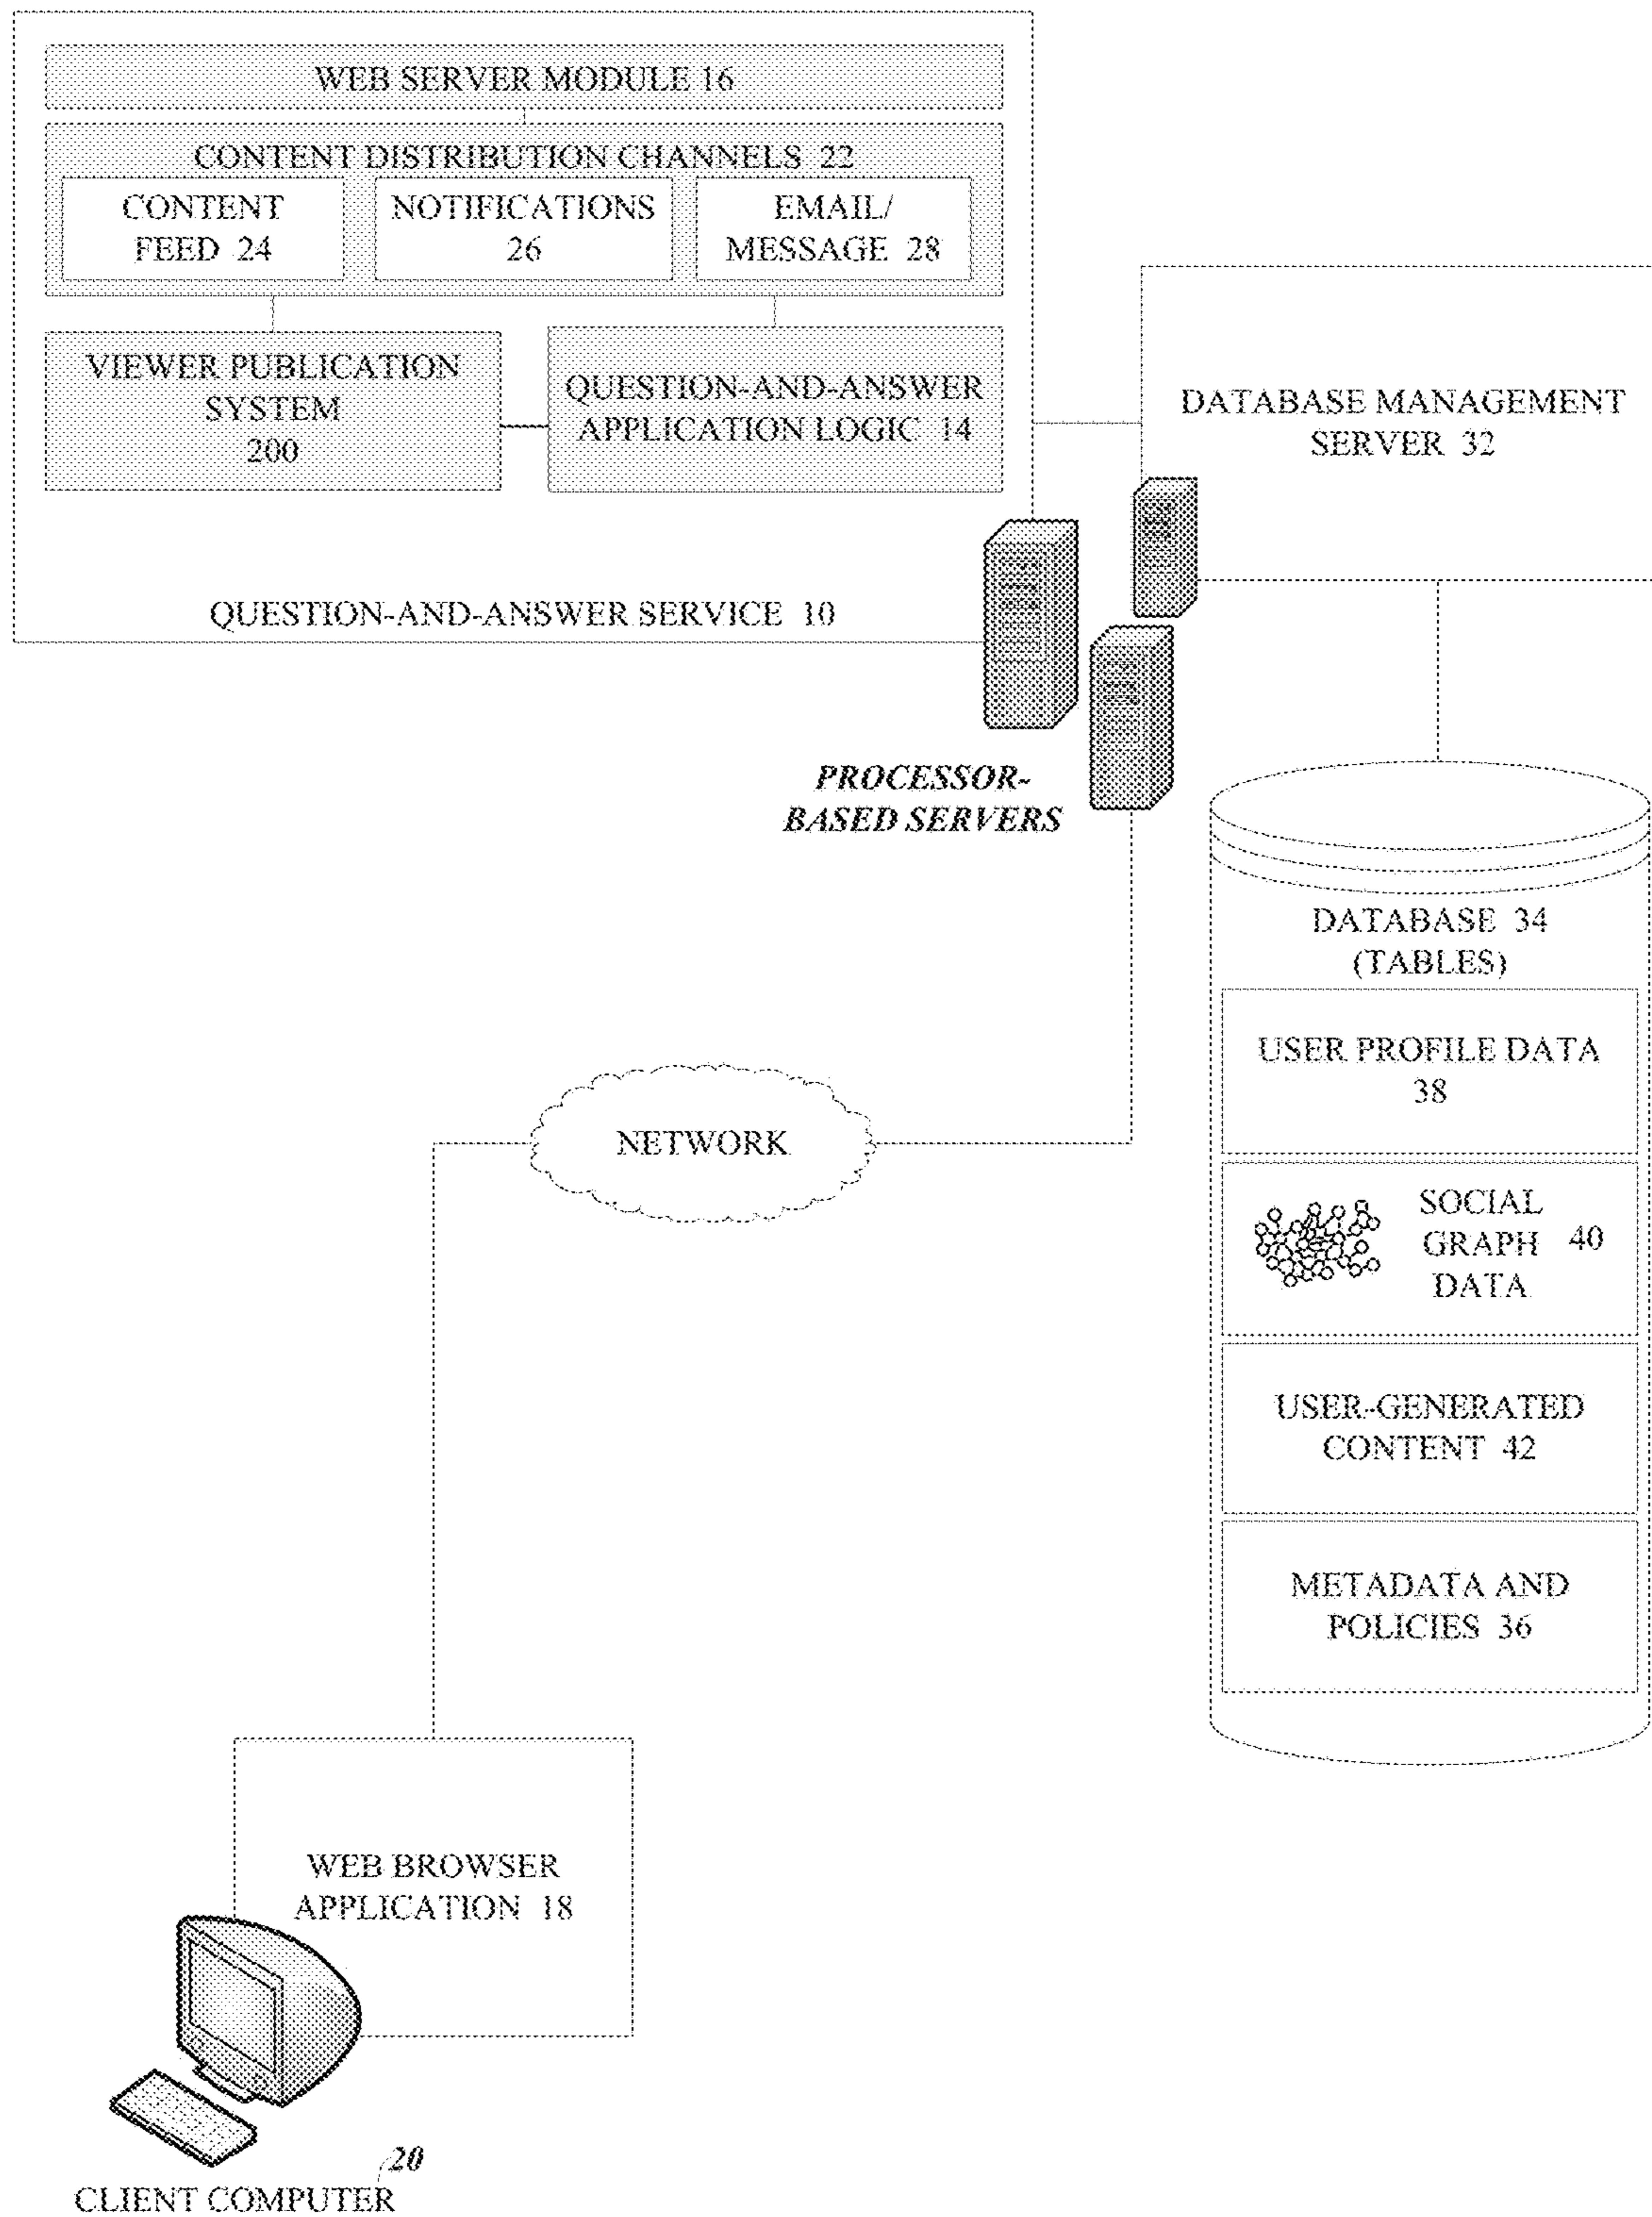 WEB SERVER MODULE 16
CONTENT DISTRIBUTION CHANNELS 22
CONTENT
FEED 24
NOTIFICATIONS
26
EMAIL/
MESSAGE 28
VIEWER PUBLICATION
SYSTEM
200
QUESTION-AND-ANSWER
APPLICATION LOGIC 14
QUESTION-AND-ANSWER SERVICE 10
DATABASE MANAGEMENT
SERVER 32
PROCESSOR-
BASED SERVERS
DATABASE 34
(TABLES)
USER PROFILE DATA
38
SOCIAL
GRAPH 40
DATA
USER-GENERATED
CONTENT 42
METADATA AND
POLICIES 36
NETWORK
WEB BROWSER
APPLICATION 18
20
CLIENT COMPUTER